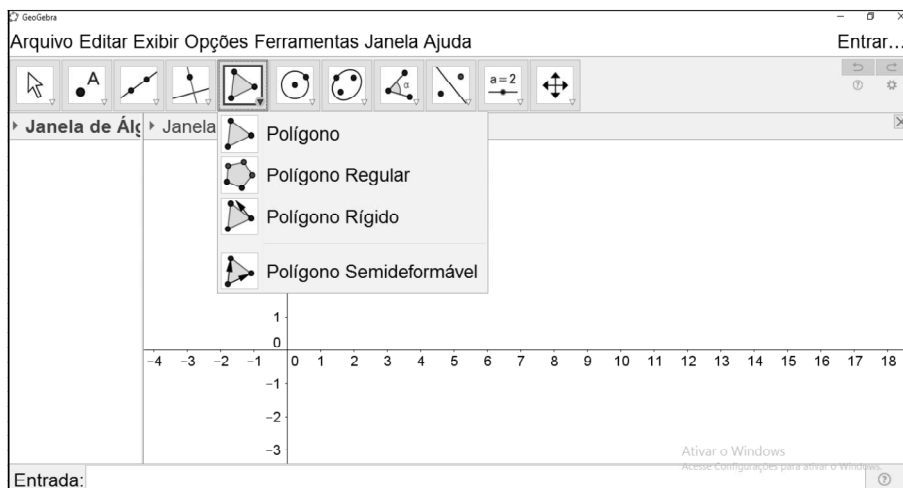 GeoGebra
Arquivo Editar Exibir Opções Ferramentas Janela Ajuda Entrar...
A α a = 2
Janela de Álg Janela
Polígono
Polígono Regular
Polígono Rígido
Polígono Semideformável
1
0
-4 -3 -2 -1 0 1 2 3 4 5 6 7 8 9 10 11 12 13 14 15 16 17 18
-1
-2
-3
Ativar o Windows
Acesse Configurações para ativar o Windows.
Entrada: